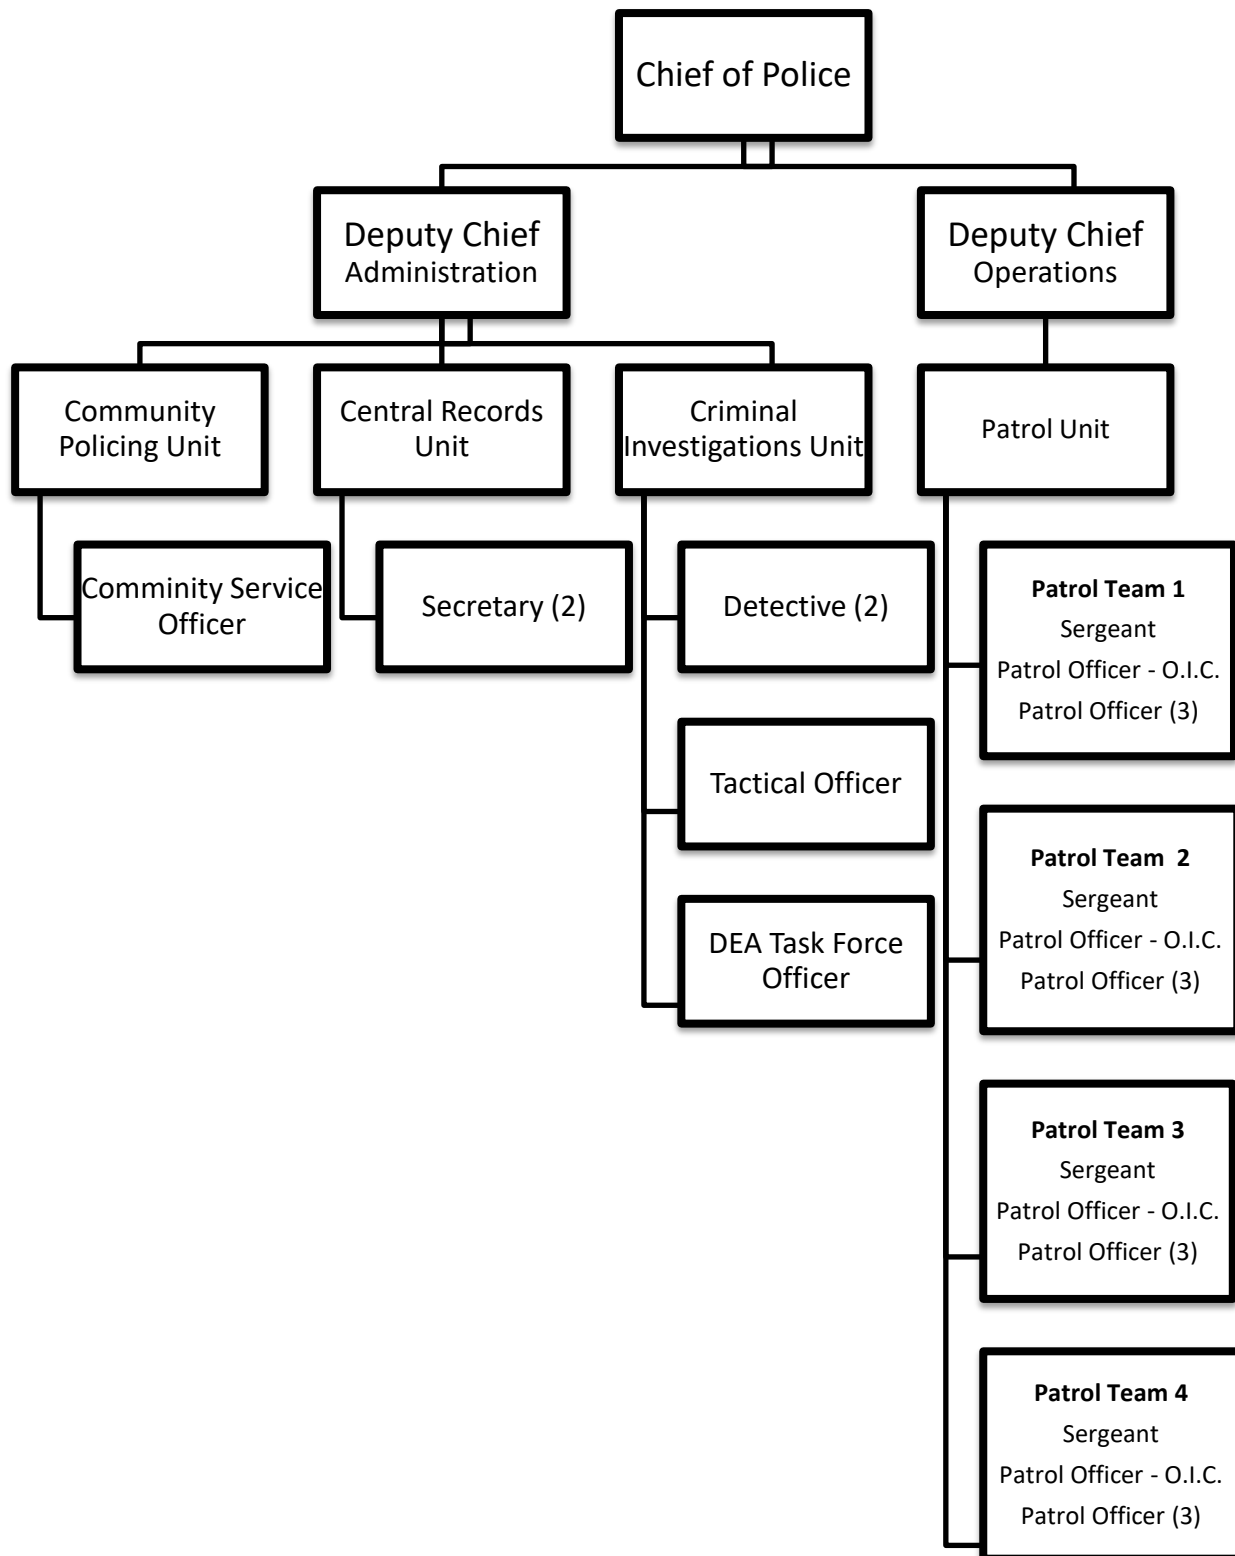 Chief of Police
Deputy Chief
Administration
Deputy Chief
Operations
Community
Policing Unit
Central Records
Unit
Criminal
Investigations Unit
Patrol Unit
Comminity Service
Officer
Secretary (2)
Detective (2)
Tactical Officer
DEA Task Force
Officer
Patrol Team 1
Sergeant
Patrol Officer - O.I.C.
Patrol Officer (3)
Patrol Team  2
Sergeant
Patrol Officer - O.I.C.
Patrol Officer (3)
Patrol Team 3
Sergeant
Patrol Officer - O.I.C.
Patrol Officer (3)
Patrol Team 4
Sergeant
Patrol Officer - O.I.C.
Patrol Officer (3)